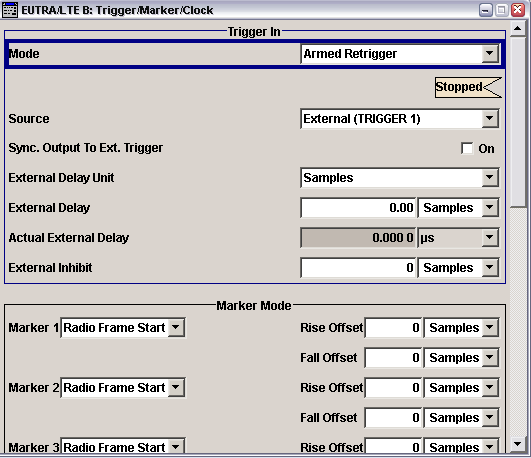 EUTRA/LTE B: Trigger/Marker/Clock
Trigger In
Mode Armed Retrigger
Stopped
Source External (TRIGGER 1)
Sync. Output To Ext. Trigger On
External Delay Unit Samples
External Delay 0.00 Samples
Actual External Delay 0.000 0 µs
External Inhibit 0 Samples
Marker Mode
Marker 1 Radio Frame Start Rise Offset 0 Samples
Fall Offset 0 Samples
Marker 2 Radio Frame Start Rise Offset 0 Samples
Fall Offset 0 Samples
Marker 3 Radio Frame Start Rise Offset 0 Samples